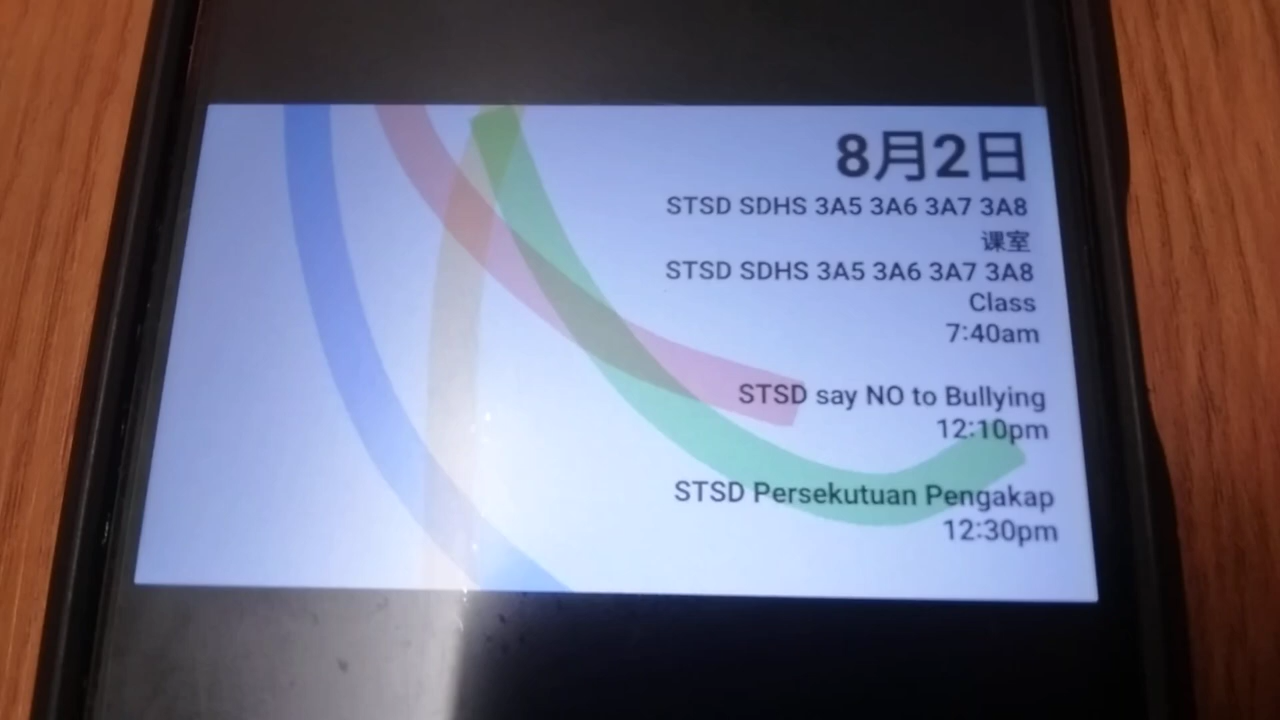 8月2日
STSD SDHS 3A5 3A6 3A7 3A8
课室
STSD SDHS 3A5 3A6 3A7 3A8
Class
7:40am
STSD say NO to Bullying
12:10pm
STSD Persekutuan Pengakap
12:30pm